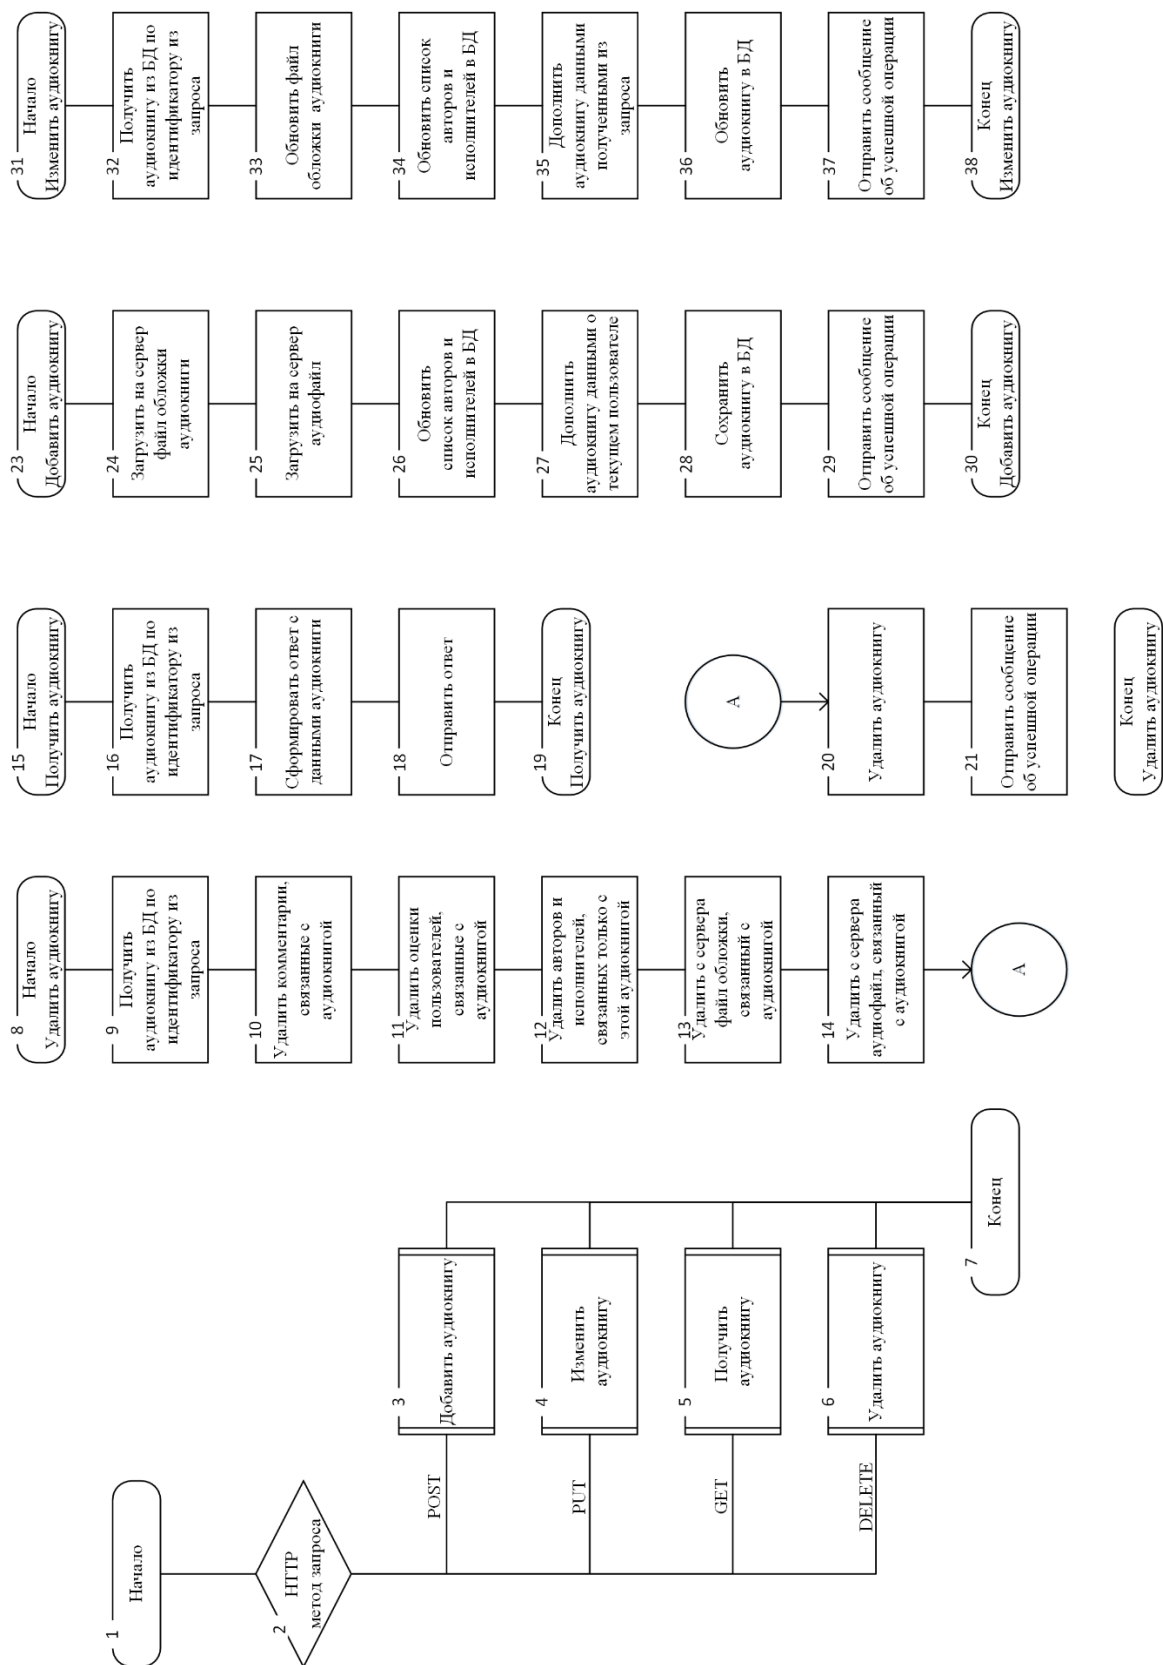 1
Начало
2
HTTP
метод запроса
POST
3
Добавить аудиокнигу
PUT
4
Изменить
аудиокнигу
GET
5
Получить
аудиокнигу
DELETE
6
Удалить аудиокнигу
7
Конец
8
Начало
Удалить аудиокнигу
9
Получить
аудиокнигу из БД по
идентификатору из
запроса
10
Удалить комментарии,
связанные с
аудиокнигой
11
Удалить оценки
пользователей,
связанные с
аудиокнигой
12
Удалить авторов и
исполнителей,
связанных только с
этой аудиокнигой
13
Удалить с сервера
файл обложки,
связанный с
аудиокнигой
14
Удалить с сервера
аудиофайл, связанный
с аудиокнигой
А
15
Начало
Получить аудиокнигу
16
Получить
аудиокнигу из БД по
идентификатору из
запроса
17
Сформировать ответ с
данными аудиокниги
18
Отправить ответ
19
Конец
Получить аудиокнигу
А
20
Удалить аудиокнигу
21
Отправить сообщение
об успешной операции
Конец
Удалить аудиокнигу
23
Начало
Добавить аудиокнигу
24
Загрузить на сервер
файл обложки
аудиокниги
25
Загрузить на сервер
аудиофайл
26
Обновить
список авторов и
исполнителей в БД
27
Дополнить
аудиокнигу данными о
текущем пользователе
28
Сохранить
аудиокнигу в БД
29
Отправить сообщение
об успешной операции
30
Конец
Добавить аудиокнигу
31
Начало
Изменить аудиокнигу
32
Получить
аудиокнигу из БД по
идентификатору из
запроса
33
Обновить файл
обложки аудиокниги
34
Обновить список
авторов и
исполнителей в БД
35
Дополнить
аудиокнигу данными
полученными из
запроса
36
Обновить
аудиокнигу в БД
37
Отправить сообщение
об успешной операции
38
Конец
Изменить аудиокнигу